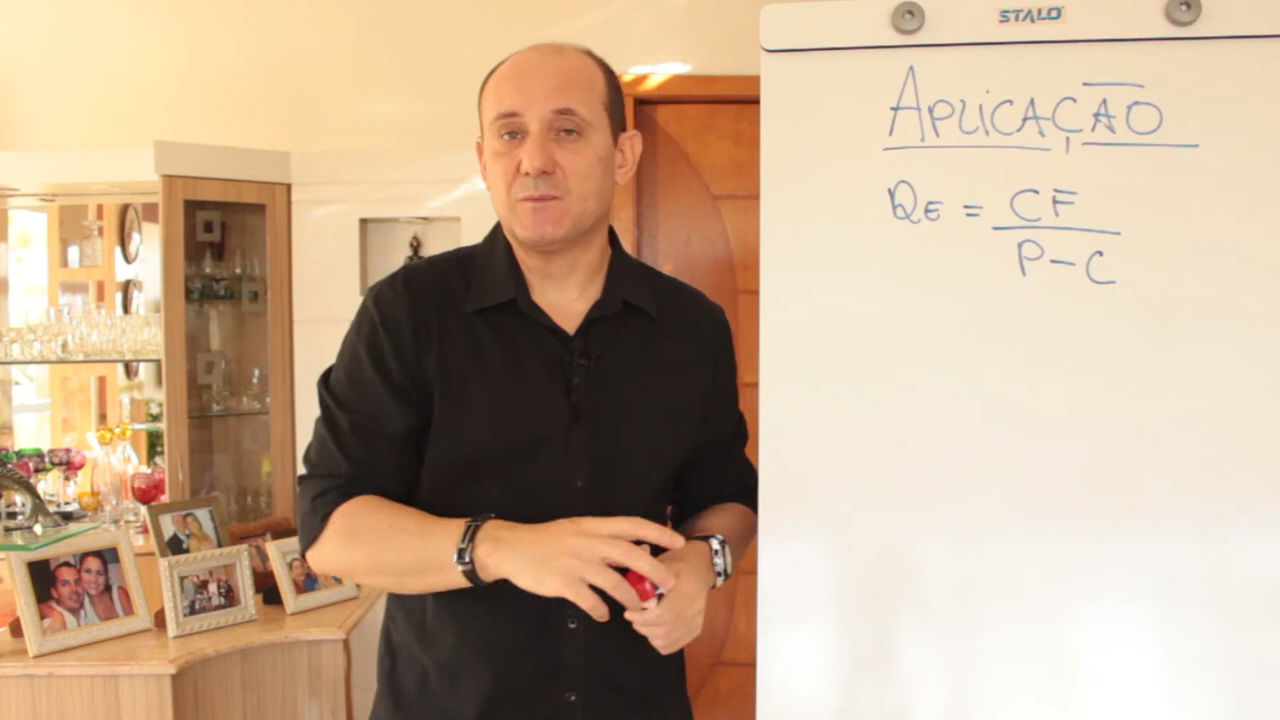 STALO
APLICAÇÃO
QE = CF
P-C